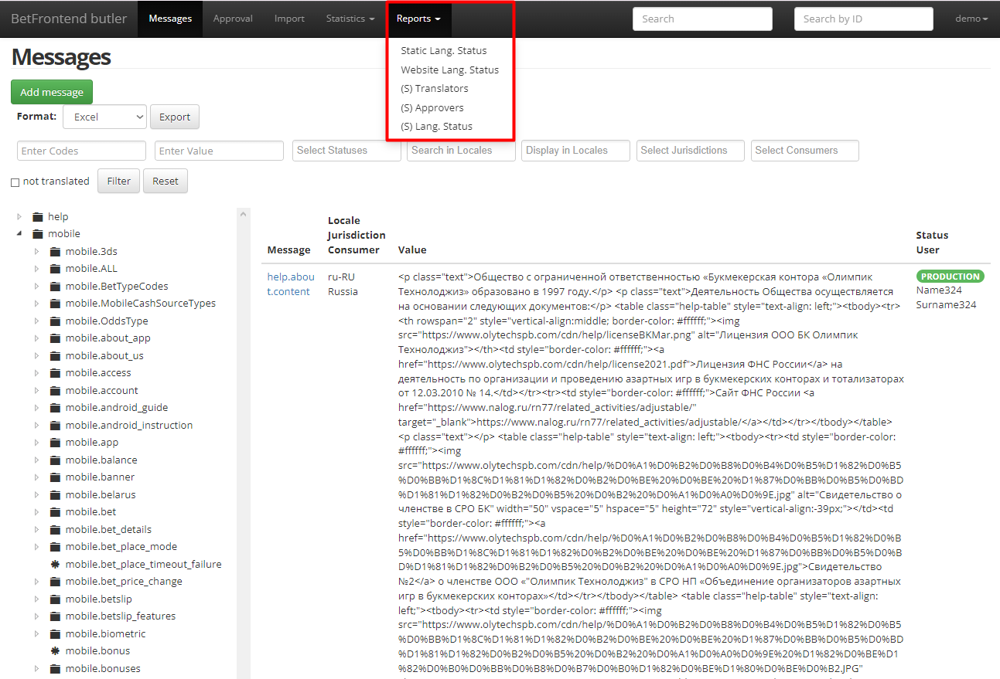 BetFrontend butler Messages Approval Import Statistics Reports Search Search by ID demo
Static Lang. Status
Website Lang. Status
(S) Translators
(S) Approvers
(S) Lang. Status
Messages
Add message
Format: Excel Export
Enter Codes Enter Value Select Statuses Search in Locales Display in Locales Select Jurisdictions Select Consumers
not translated Filter Reset
help
mobile
mobile.3ds
mobile.ALL
mobile.BetTypeCodes
mobile.MobileCashSourceTypes
mobile.OddsType
mobile.about_app
mobile.about_us
mobile.access
mobile.account
mobile.android_guide
mobile.android_instruction
mobile.app
mobile.balance
mobile.banner
mobile.belarus
mobile.bet
mobile.bet_details
mobile.bet_place_mode
mobile.bet_place_timeout_failure
mobile.bet_price_change
mobile.betslip
mobile.betslip_features
mobile.biometric
mobile.bonus
mobile.bonuses
Message
Locale
Jurisdiction
Consumer
Value
Status
User
help.abou
t.content
ru-RU
Russia
<p class="text">Общество с ограниченной ответственностью «Букмекерская контора «Олимпик
Технолоджиз» образовано в 1997 году.</p> <p class="text">Деятельность Общества осуществляется
на основании следующих документов:</p> <table class="help-table" style="text-align: left;"><tbody><tr>
<th rowspan="2" style="vertical-align:middle; border-color: #ffffff;"><img
src="https://www.olytechspb.com/cdn/help/licenseBKMar.png" alt="Лицензия ООО БК Олимпик
Технолоджиз"></th><td style="border-color: #ffffff;"><a
href="https://www.olytechspb.com/cdn/help/license2021.pdf">Лицензия ФНС России</a> на
деятельность по организации и проведению азартных игр в букмекерских конторах и тотализаторах
от 12.03.2010 № 14.</td></tr><tr><td style="border-color: #ffffff;">Сайт ФНС России <a
href="https://www.nalog.ru/rn77/related_activities/adjustable/"
target="_blank">https://www.nalog.ru/rn77/related_activities/adjustable/</a></td></tr></tbody></table>
<p class="text"></p> <table class="help-table" style="text-align: left;"><tbody><tr><td style="border-color:
#ffffff;"><img
src="https://www.olytechspb.com/cdn/help/%D0%A1%D0%B2%D0%B8%D0%B4%D0%B5%D1%82%D0%B5
%D0%BB%D1%8C%D1%81%D1%82%D0%B2%D0%BE%20%D0%BE%20%D1%87%D0%BB%D0%B5%D0%BD
%D1%81%D1%82%D0%B2%D0%B5%20%D0%B2%20%D0%A1%D0%A0%D0%9E.jpg" alt="Свидетельство о
членстве в СРО БК" width="50" vspace="5" hspace="5" height="72" style="vertical-align:-39px;"></td><td
style="border-color: #ffffff;"><a
href="https://www.olytechspb.com/cdn/help/%D0%A1%D0%B2%D0%B8%D0%B4%D0%B5%D1%82%D0%B
5%D0%BB%D1%8C%D1%81%D1%82%D0%B2%D0%BE%20%D0%BE%20%D1%87%D0%BB%D0%B5%D0%B
D%D1%81%D1%82%D0%B2%D0%B5%20%D0%B2%20%D0%A1%D0%A0%D0%9E.jpg">Свидетельство
№2</a> о членстве ООО «"Олимпик Технолоджиз" в СРО НП «Объединение организаторов азартных
игр в букмекерских конторах»</td></tr></tbody></table> <table class="help-table" style="text-align:
left;"><tbody><tr><td style="border-color: #ffffff;"><img
src="https://www.olytechspb.com/cdn/help/%D0%A1%D0%B2%D0%B8%D0%B4%D0%B5%D1%82%D0%B5
%D0%BB%D1%8C%D1%81%D1%82%D0%B2%D0%BE%20%D0%BE%20%D1%87%D0%BB%D0%B5%D0%BD
%D1%81%D1%82%D0%B2%D0%B5%20%D0%B2%20%D0%A1%D0%A0%D0%9E%20%D1%82%D0%BE%D1
%82%D0%B0%D0%BB%D0%B8%D0%B7%D0%B0%D1%82%D0%BE%D1%80%D0%BE%D0%B2.JPG"
PRODUCTION
Name324
Surname324